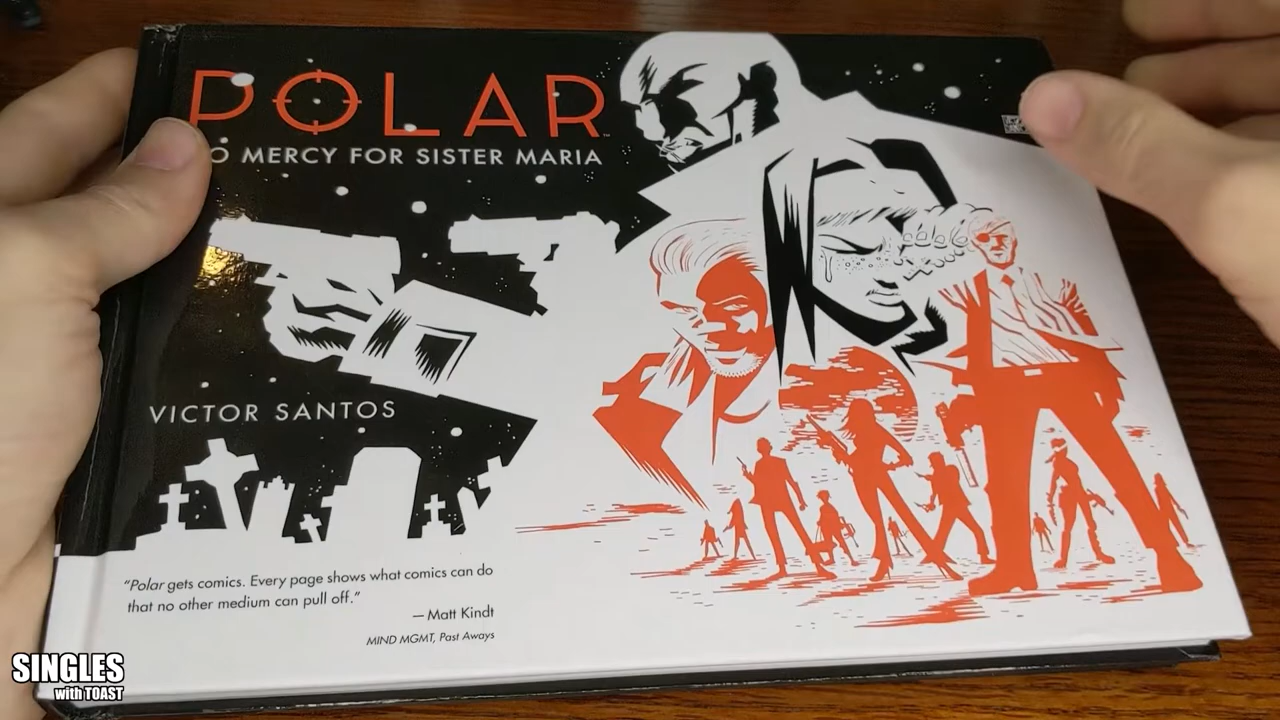 POLAR™
O MERCY FOR SISTER MARIA
VICTOR SANTOS
"Polar gets comics. Every page shows what comics can do
that no other medium can pull off."
— Matt Kindt
MIND MGMT, Past Aways
SINGLES
with TOAST